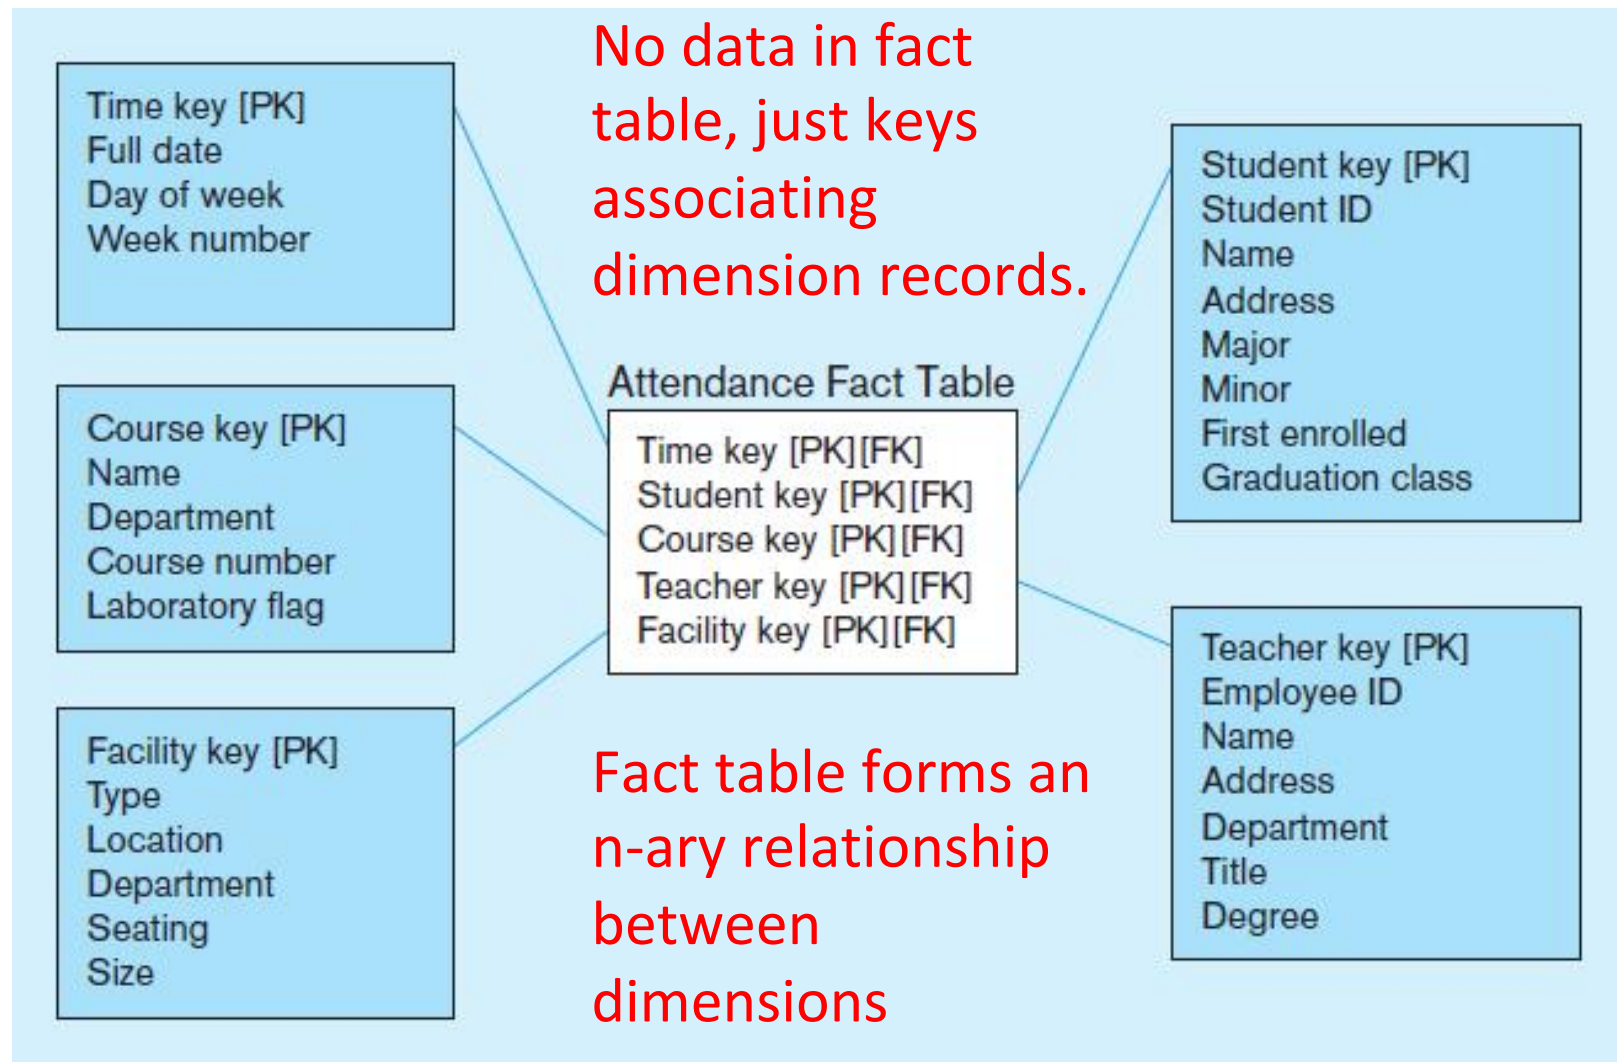 Time key [PK]
Full date
Day of week
Week number
Course key [PK]
Name
Department
Course number
Laboratory flag
Facility key [PK]
Type
Location
Department
Seating
Size
No data in fact
table, just keys
associating
dimension records.
Attendance Fact Table
Time key [PK][FK]
Student key [PK][FK]
Course key [PK][FK]
Teacher key [PK][FK]
Facility key [PK][FK]
Fact table forms an
n-ary relationship
between
dimensions
Student key [PK]
Student ID
Name
Address
Major
Minor
First enrolled
Graduation class
Teacher key [PK]
Employee ID
Name
Address
Department
Title
Degree